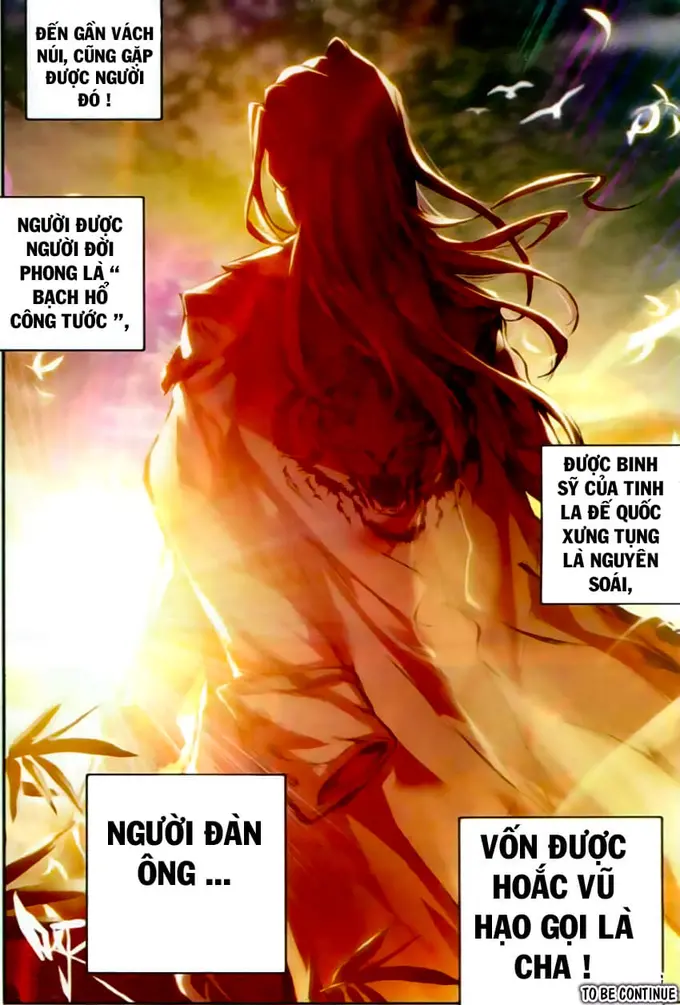 ĐẾN GẦN VÁCH
NÚI, CŨNG GẶP
ĐƯỢC NGƯỜI
ĐÓ !
NGƯỜI ĐƯỢC
NGƯỜI ĐỜI
PHONG LÀ “
BẠCH HỔ
CÔNG TƯỚC ”,
ĐƯỢC BINH
SỸ CỦA TINH
LA ĐẾ QUỐC
XƯNG TỤNG
LÀ NGUYÊN
SOÁI,
NGƯỜI ĐÀN
ÔNG ...
VỐN ĐƯỢC
HOẮC VŨ
HẠO GỌI LÀ
CHA !
呼
TO BE CONTINUE